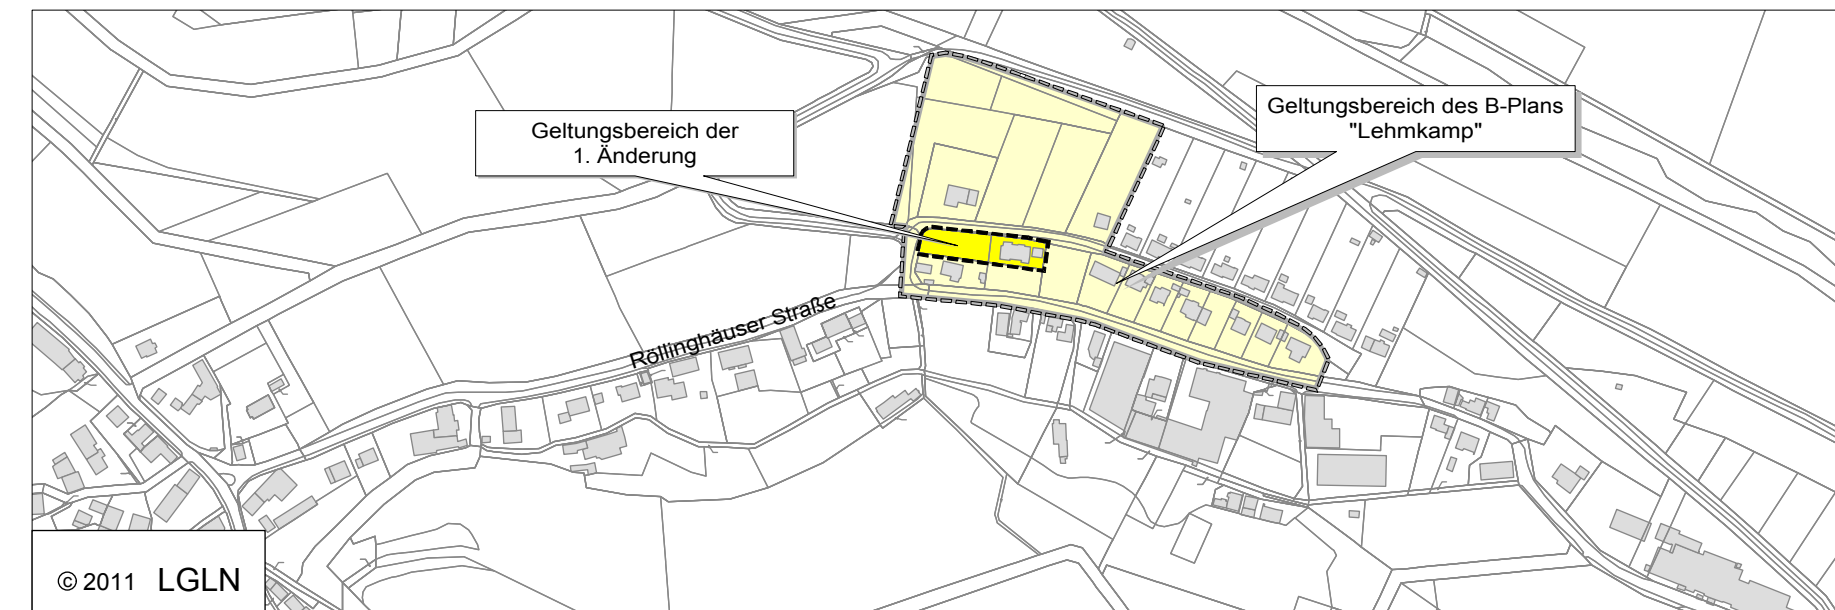 Geltungsbereich der
1. Änderung
Geltungsbereich des B-Plans
"Lehmkamp"
Röllinghäuser Straße
© 2011 LGLN